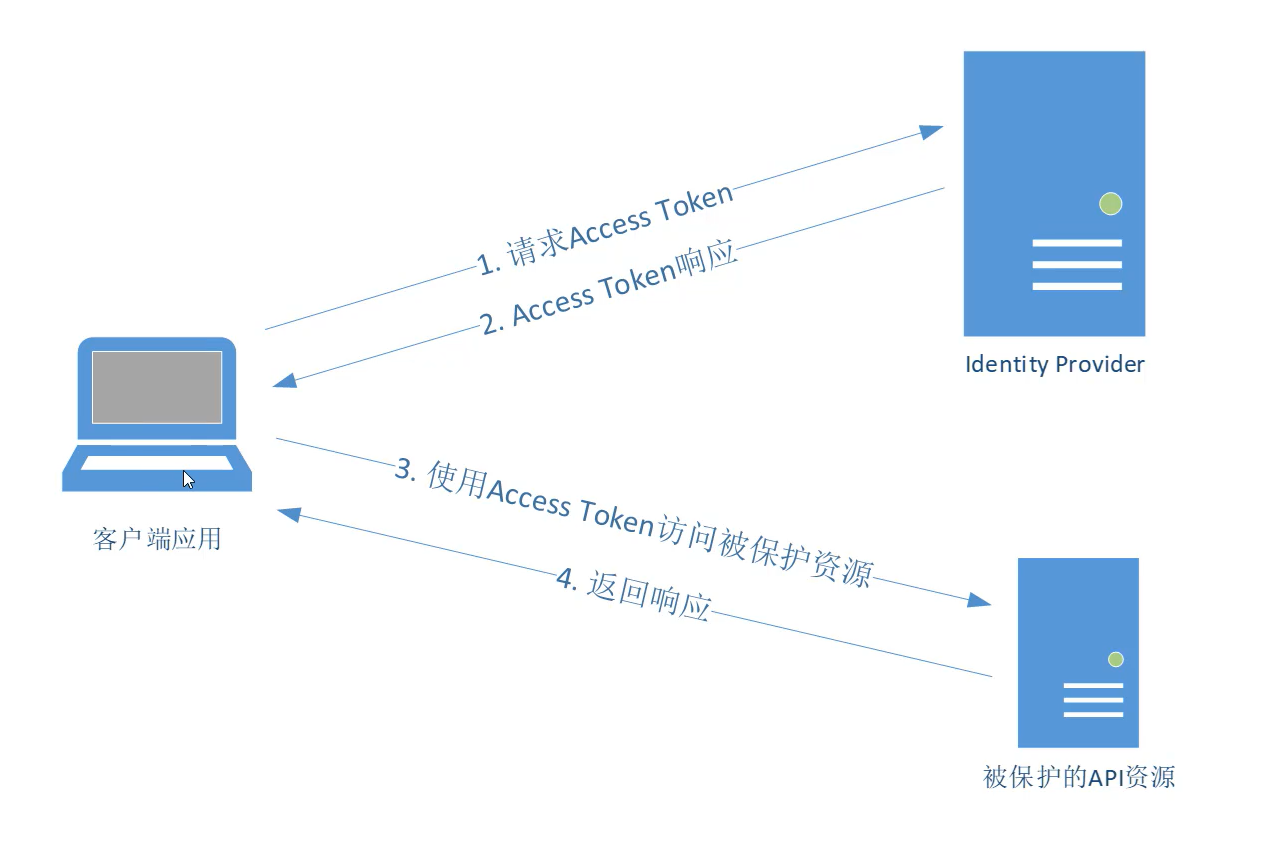 1. 请求Access Token
2. Access Token响应
Identity Provider
3. 使用Access Token访问被保护资源
客户端应用
4. 返回响应
被保护的API资源